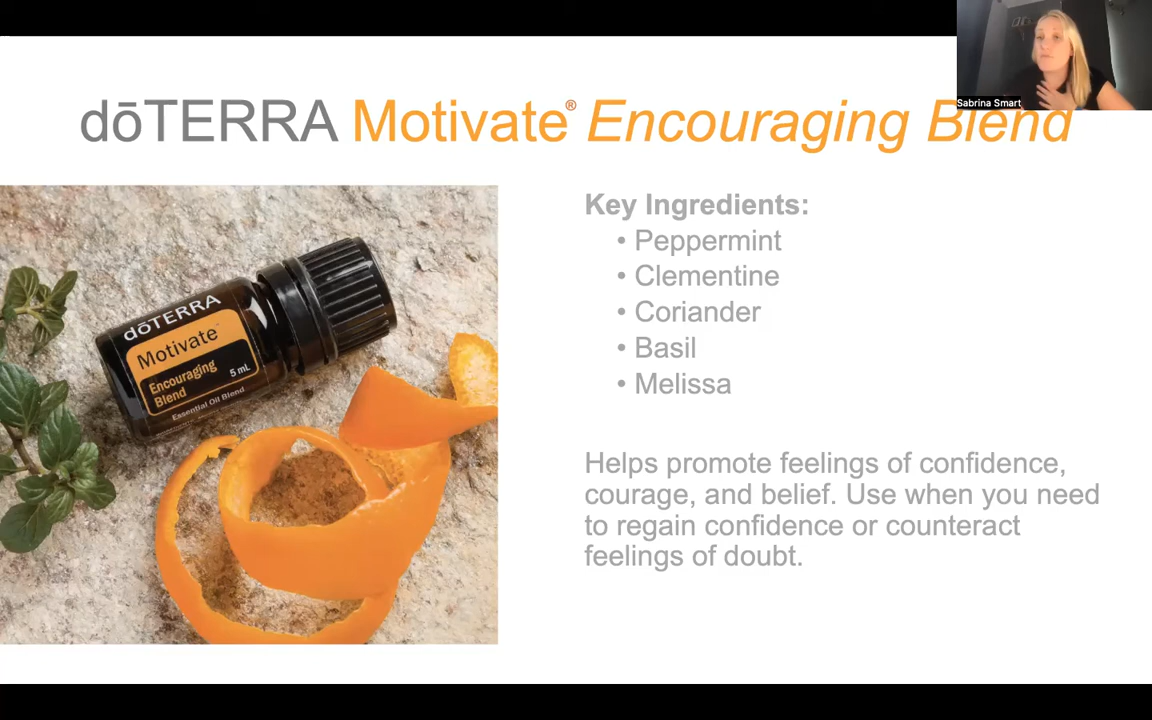 Sabrina Smart
dōTERRA Motivate® Encouraging Blend
Key Ingredients:
• Peppermint
• Clementine
• Coriander
• Basil
• Melissa
Helps promote feelings of confidence,
courage, and belief. Use when you need
to regain confidence or counteract
feelings of doubt.
dōTERRA
Motivate™
Encouraging
Blend
5 mL
Essential Oil Blend